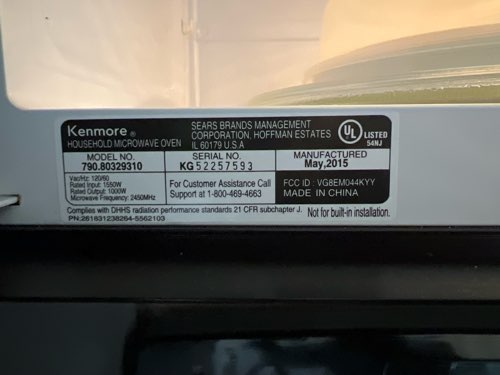 Kenmore®
HOUSEHOLD MICROWAVE OVEN
SEARS BRANDS MANAGEMENT
CORPORATION, HOFFMAN ESTATES
IL 60179 U.S.A
UL LISTED
54NJ
MODEL NO.
790.80329310
SERIAL NO.
KG52257593
MANUFACTURED
May,2015
Vac/Hz: 120/60
Rated Input: 1550W
Rated Output: 1000W
Microwave Frequency: 2450MHz
For Customer Assistance Call
Support at 1-800-469-4663
FCC ID : VG8EM044KYY
MADE IN CHINA
Complies with DHHS radiation performance standards 21 CFR subchapter J.
Not for built-in installation.
PN:261831238264-5562103